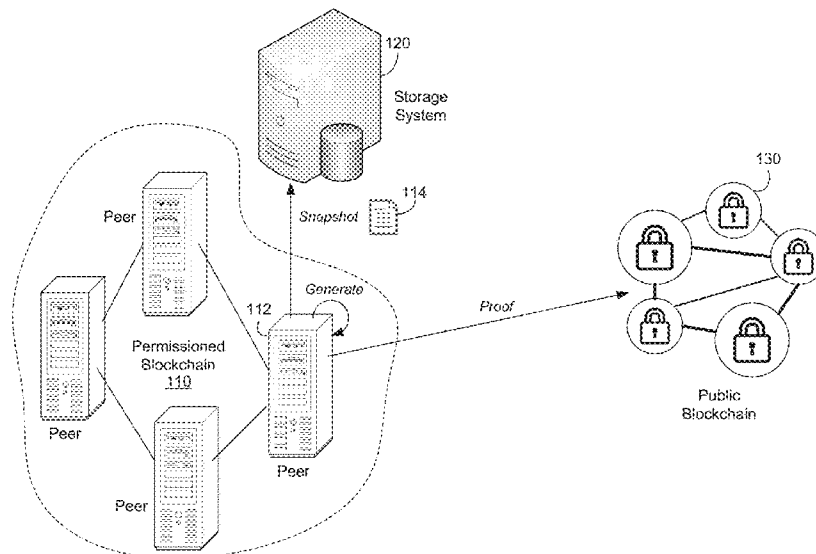 120
Storage
System
114
Snapshot
130
Peer
Generate
112
Proof
Permissioned
Blockchain
110
Peer
Peer
Peer
Public
Blockchain